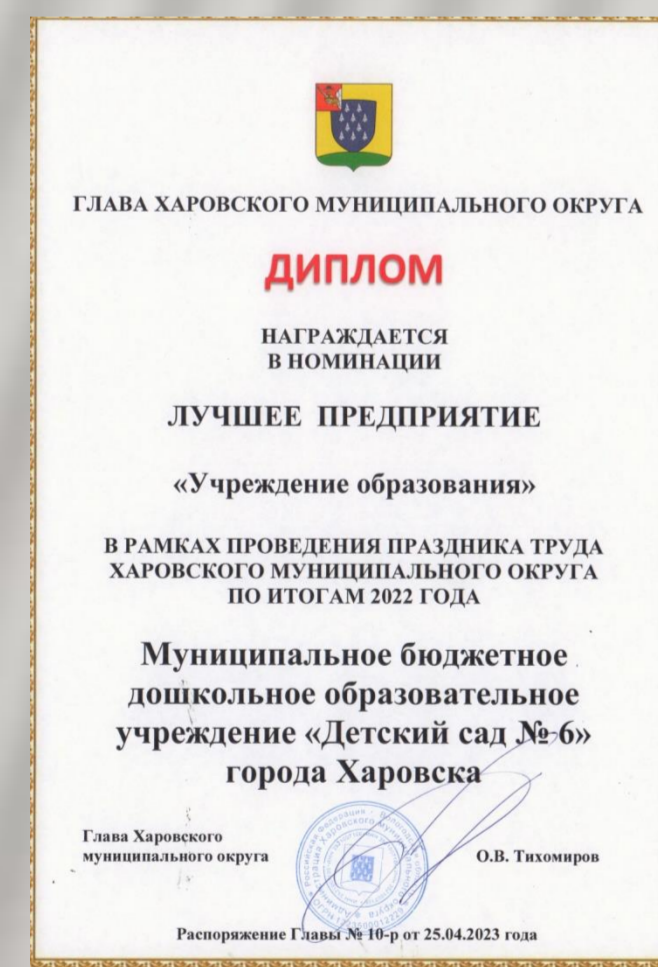 ГЛАВА ХАРОВСКОГО МУНИЦИПАЛЬНОГО ОКРУГА
ДИПЛОМ
НАГРАЖДАЕТСЯ
В НОМИНАЦИИ
ЛУЧШЕЕ ПРЕДПРИЯТИЕ
«Учреждение образования»
В РАМКАХ ПРОВЕДЕНИЯ ПРАЗДНИКА ТРУДА
ХАРОВСКОГО МУНИЦИПАЛЬНОГО ОКРУГА
ПО ИТОГАМ 2022 ГОДА
Муниципальное бюджетное
дошкольное образовательное
учреждение «Детский сад № 6»
города Харовска
Глава Харовского
муниципального округа
О.В. Тихомиров
Распоряжение Главы № 10-р от 25.04.2023 года